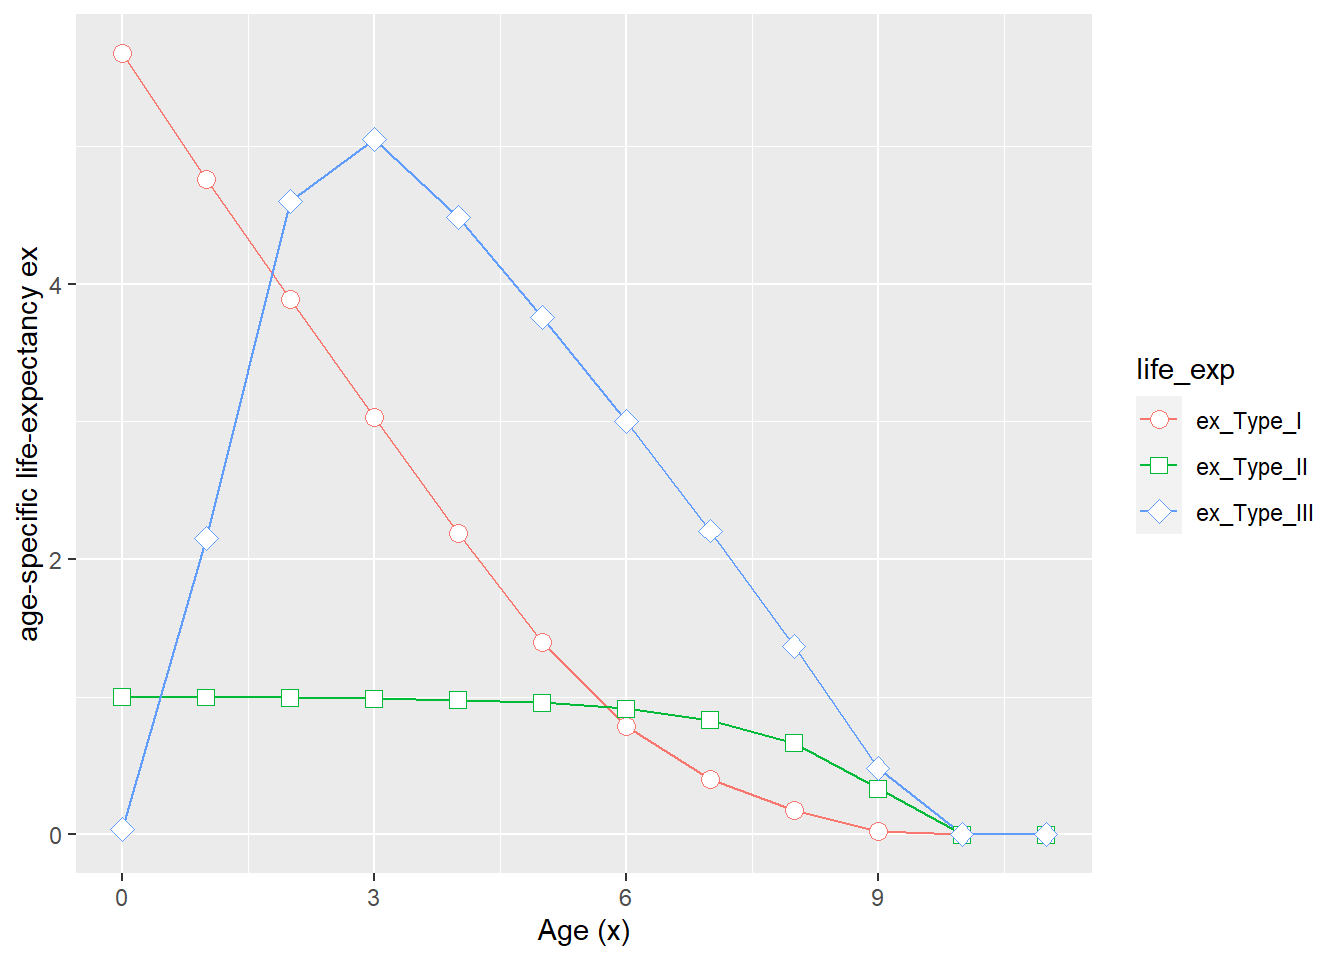 age-specific life-expectancy ex
4
2
0
0
3
6
9
Age (x)
life_exp
ex_Type_I
ex_Type_II
ex_Type_III